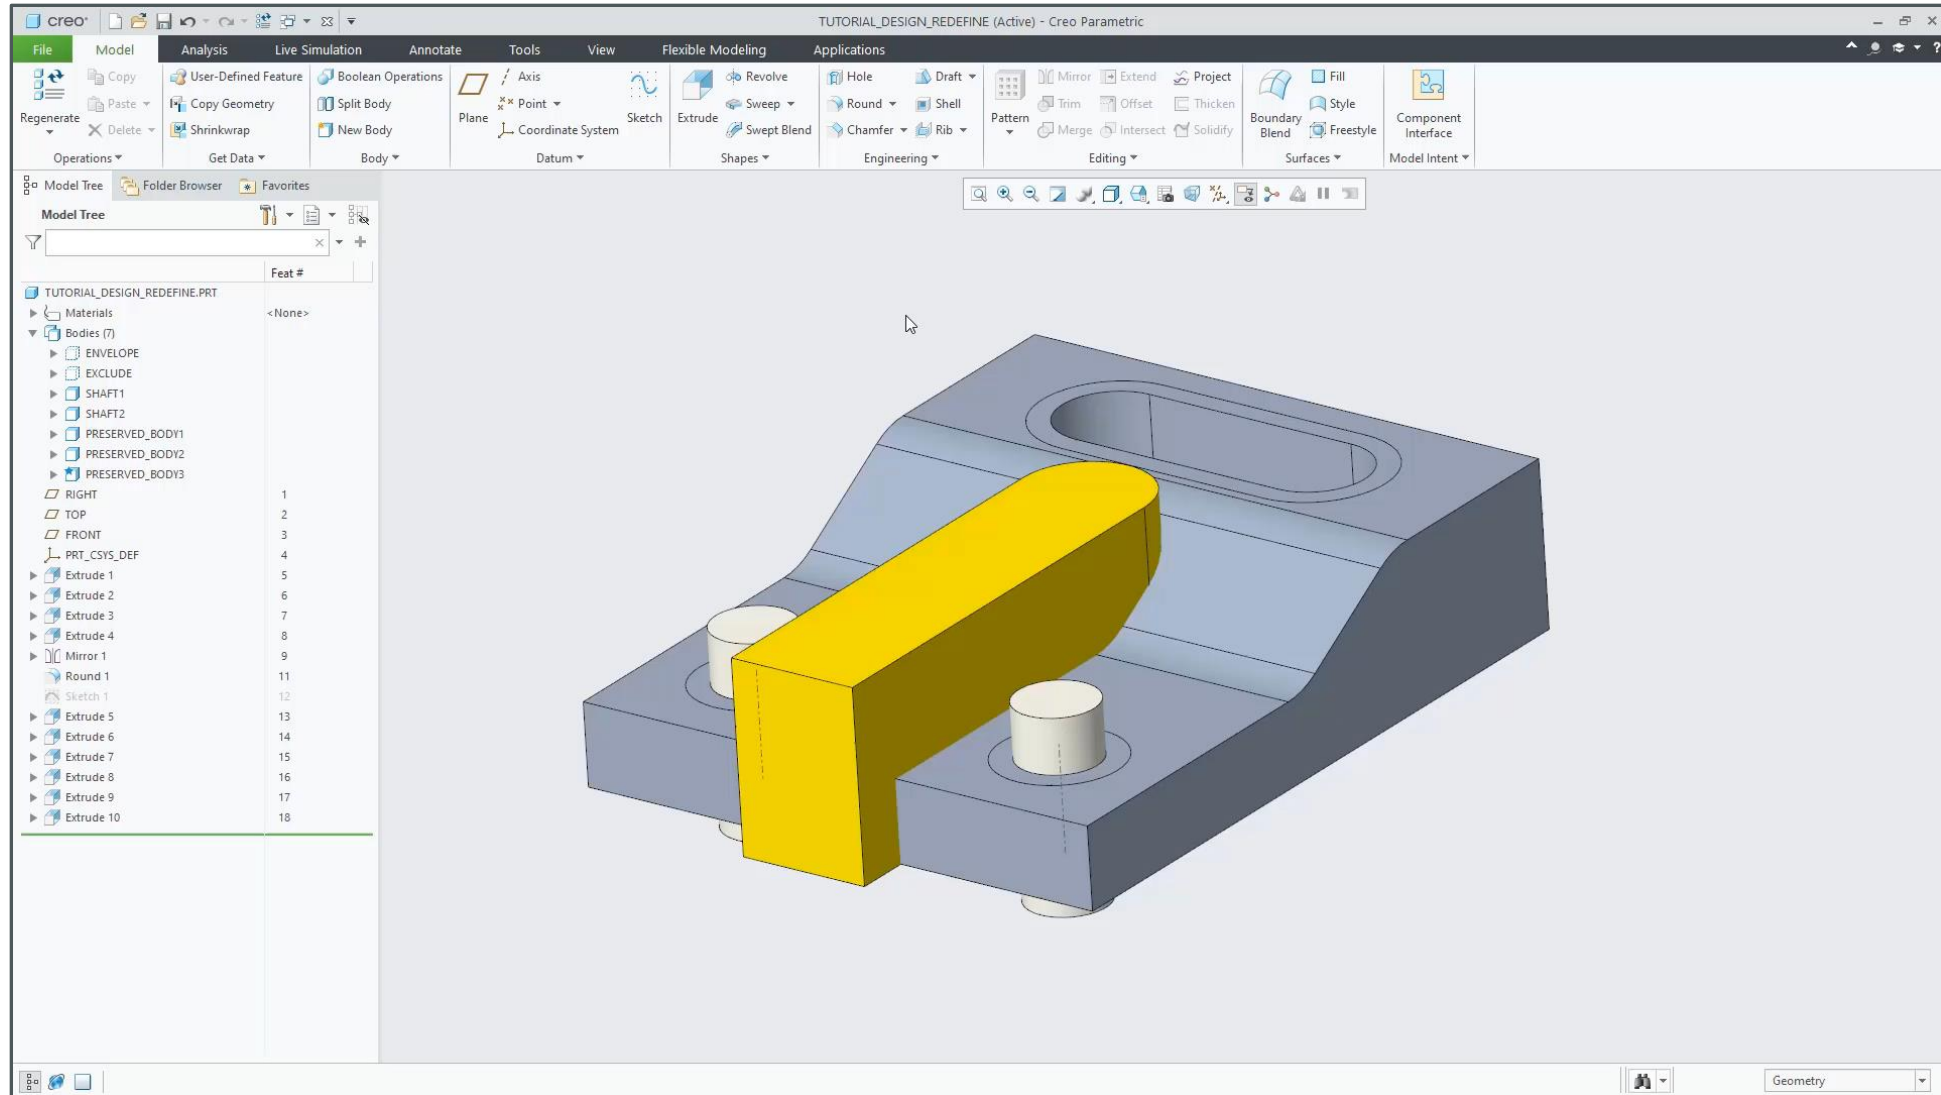 creo·
TUTORIAL_DESIGN_REDEFINE (Active) - Creo Parametric
File Model Analysis Live Simulation Annotate Tools View Flexible Modeling Applications
Regenerate
Copy
Paste
Delete
Operations
User-Defined Feature
Copy Geometry
Shrinkwrap
Get Data
Boolean Operations
Split Body
New Body
Body
Plane
Axis
Point
Coordinate System
Sketch
Datum
Extrude
Revolve
Sweep
Swept Blend
Shapes
Hole
Round
Chamfer
Draft
Shell
Rib
Engineering
Pattern
Mirror
Trim
Merge
Extend
Offset
Intersect
Project
Thicken
Solidify
Editing
Boundary
Blend
Fill
Style
Freestyle
Surfaces
Component
Interface
Model Intent
Model Tree Folder Browser Favorites
Model Tree
Feat #
TUTORIAL_DESIGN_REDEFINE.PRT
Materials <None>
Bodies (7)
ENVELOPE
EXCLUDE
SHAFT1
SHAFT2
PRESERVED_BODY1
PRESERVED_BODY2
PRESERVED_BODY3
RIGHT 1
TOP 2
FRONT 3
PRT_CSYS_DEF 4
Extrude 1 5
Extrude 2 6
Extrude 3 7
Extrude 4 8
Mirror 1 9
Round 1 11
Sketch 1 12
Extrude 5 13
Extrude 6 14
Extrude 7 15
Extrude 8 16
Extrude 9 17
Extrude 10 18
Geometry